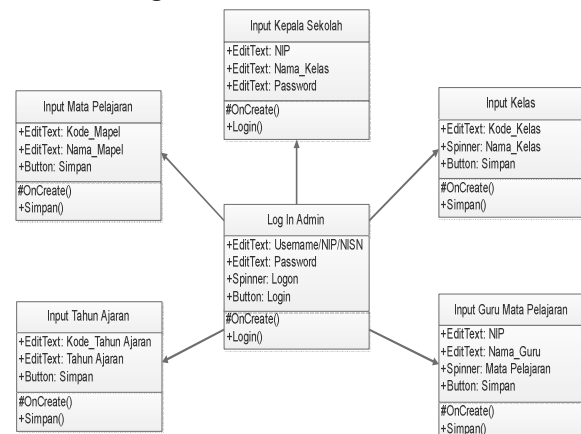 Input Kepala Sekolah
+EditText: NIP
+EditText: Nama_Kelas
+EditText: Password
#OnCreate()
+Login()
Input Mata Pelajaran
+EditText: Kode_Mapel
+EditText: Nama_Mapel
+Button: Simpan
#OnCreate()
+Simpan()
Input Kelas
+EditText: Kode_Kelas
+Spinner: Nama_Kelas
+Button: Simpan
#OnCreate()
+Simpan()
Log In Admin
+EditText: Username/NIP/NISN
+EditText: Password
+Spinner: Logon
+Button: Login
#OnCreate()
+Login()
Input Tahun Ajaran
+EditText: Kode_Tahun Ajaran
+EditText: Tahun Ajaran
+Button: Simpan
#OnCreate()
+Simpan()
Input Guru Mata Pelajaran
+EditText: NIP
+EditText: Nama_Guru
+Spinner: Mata Pelajaran
+Button: Simpan
#OnCreate()
+Simpan()